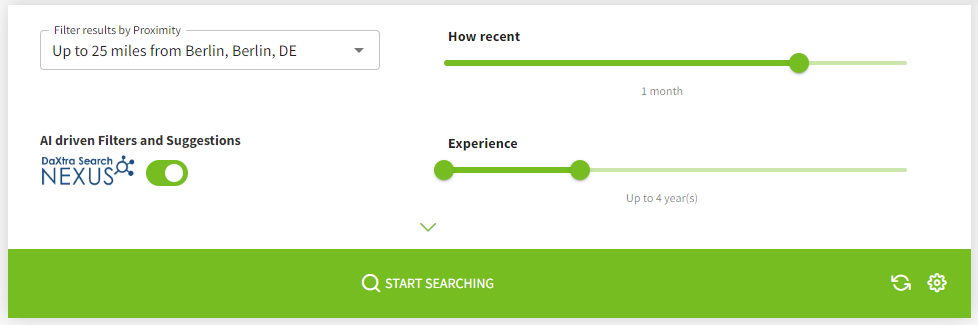 Filter results by Proximity
Up to 25 miles from Berlin, Berlin, DE
How recent
1 month
AI driven Filters and Suggestions
DaXtra Search
NEXUS
Experience
Up to 4 year(s)
START SEARCHING